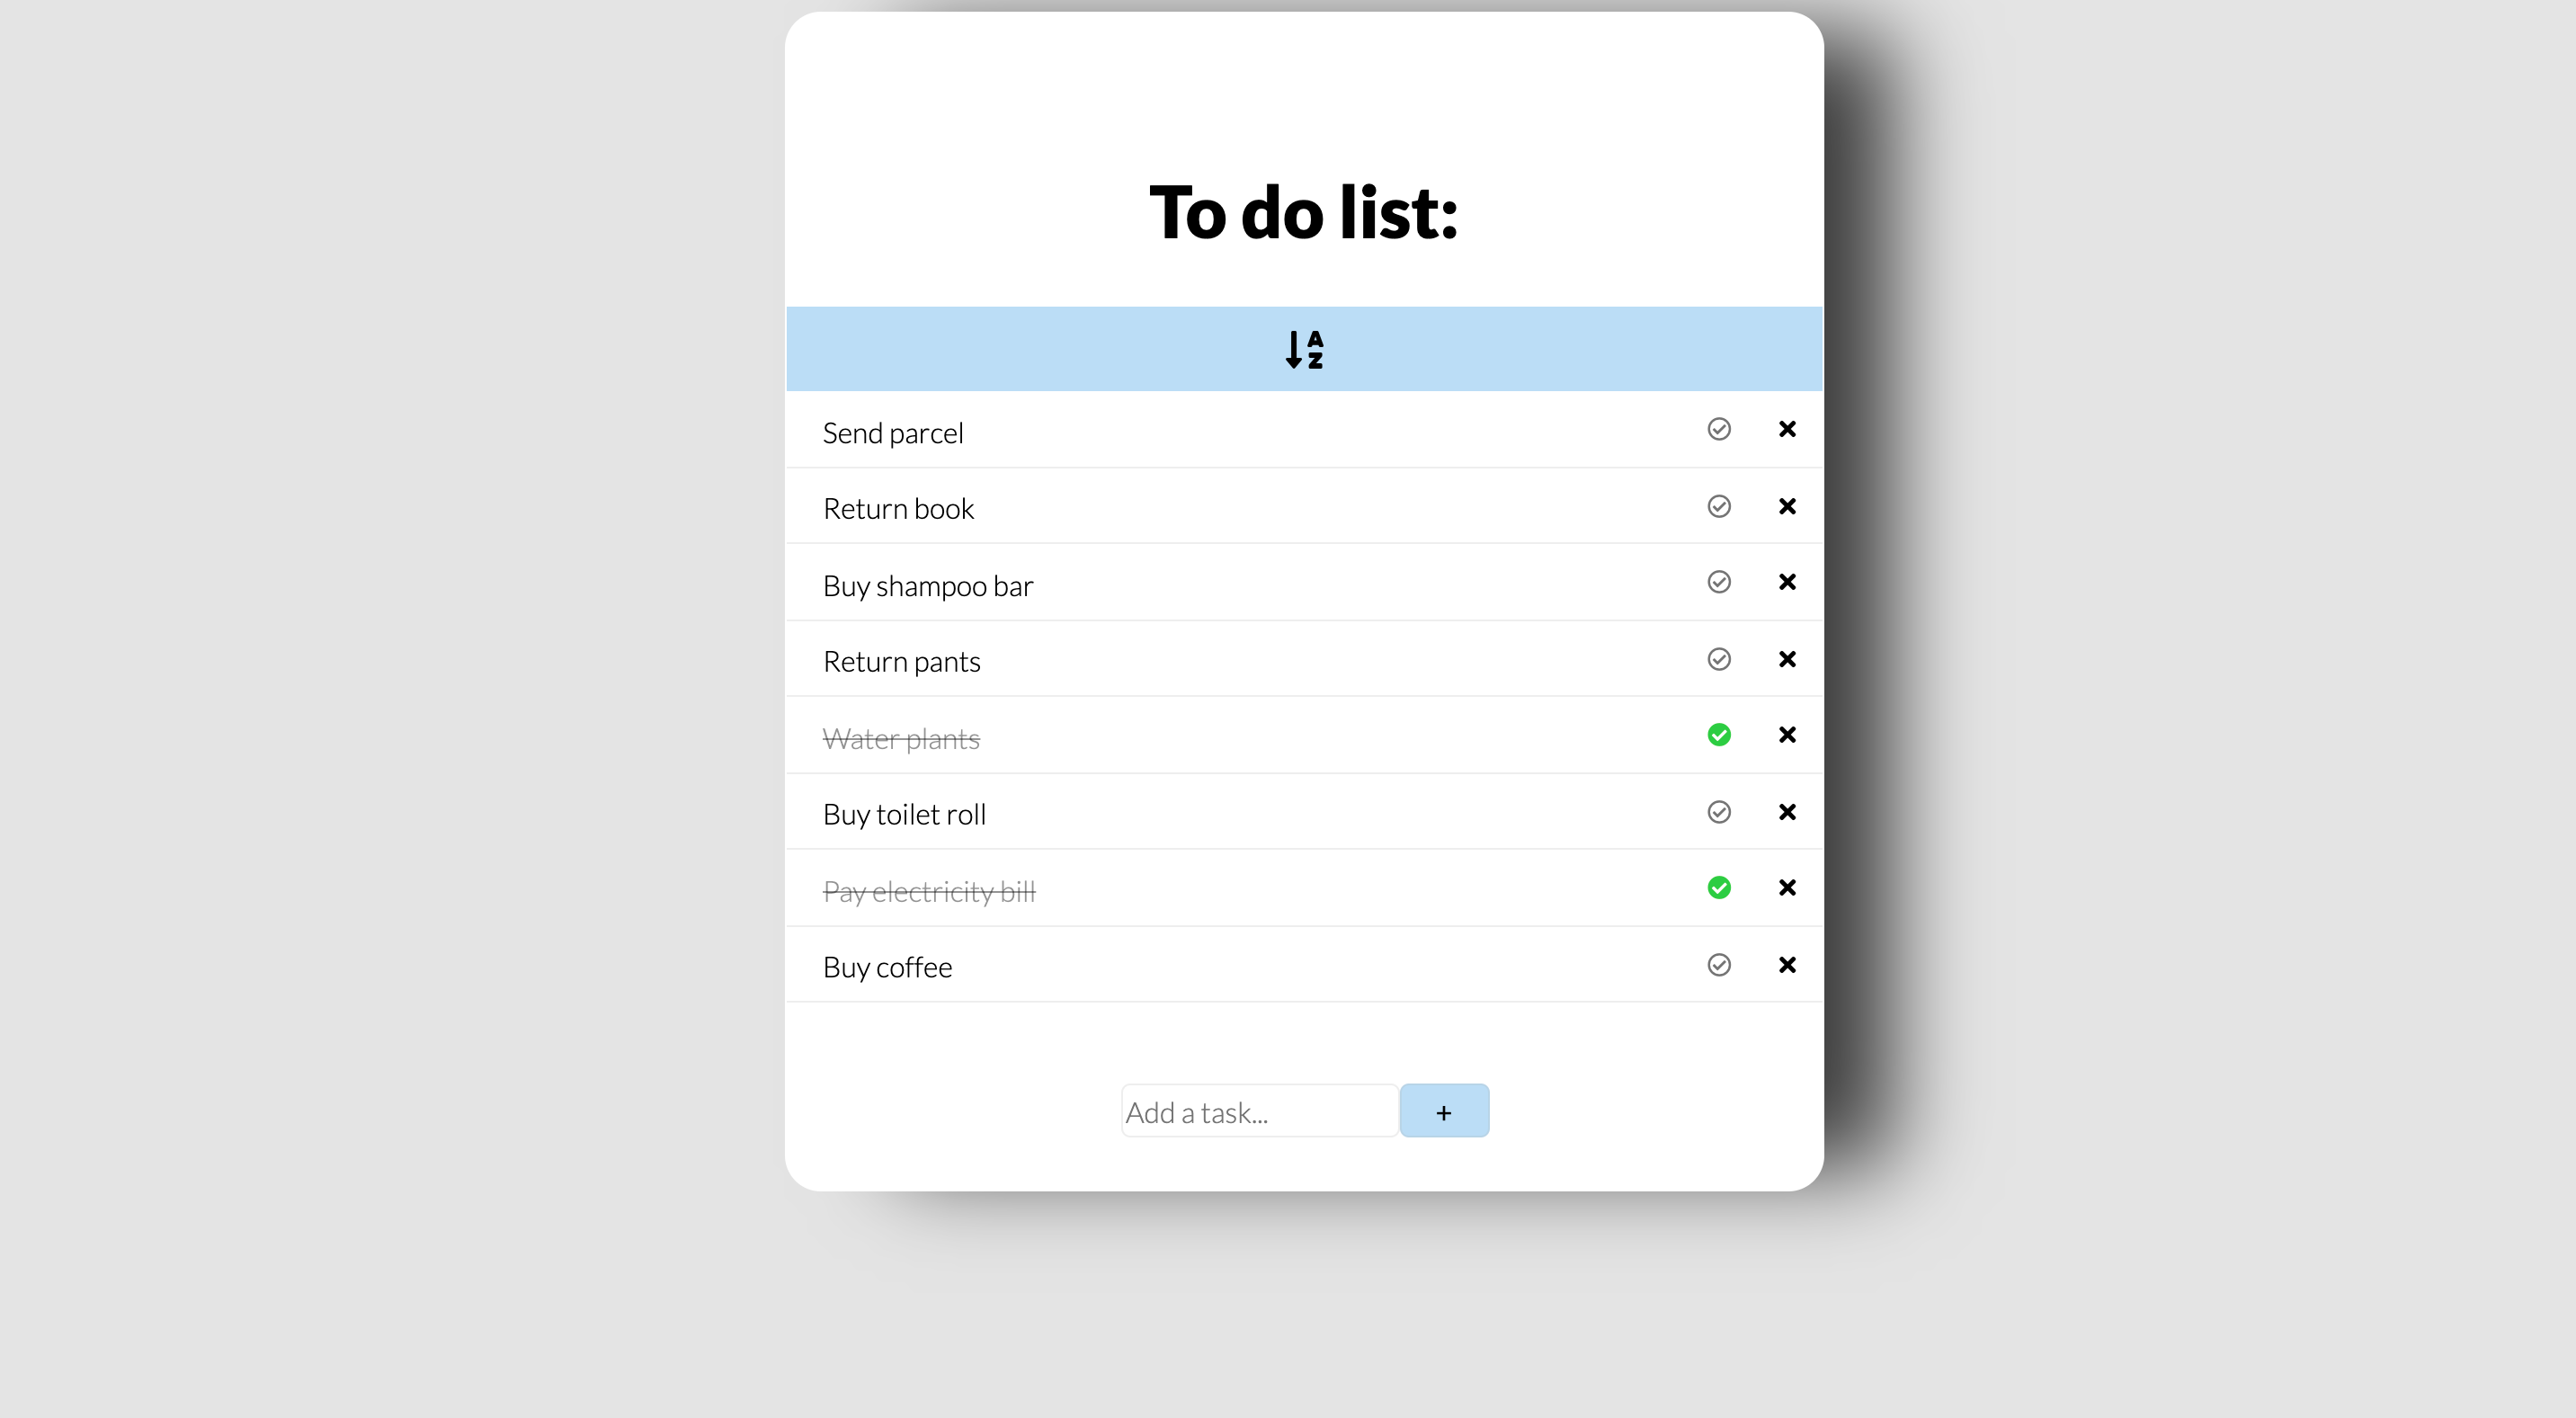 To do list:
A
Z
Send parcel
Return book
Buy shampoo bar
Return pants
Water plants
Buy toilet roll
Pay electricity bill
Buy coffee
Add a task...
+